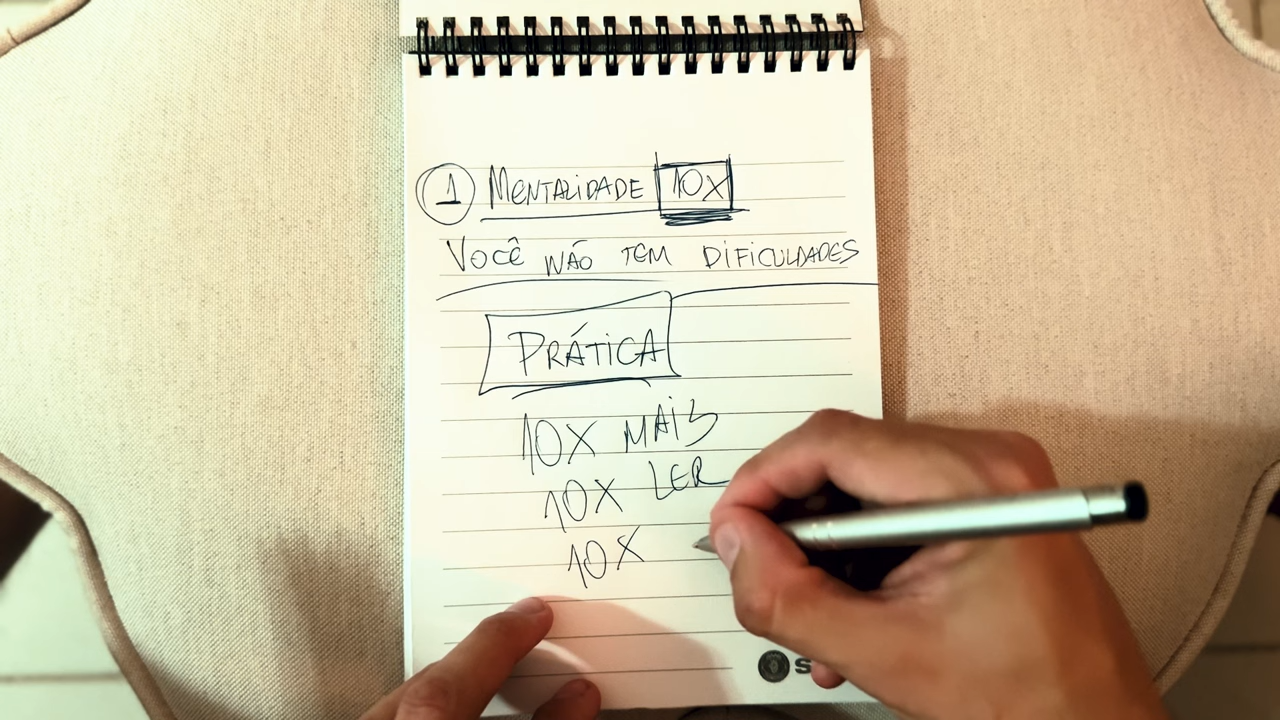 1 MENTALIDADE 10X
VOCÊ NÃO TEM DIFICULDADES
PRÁTICA
10X MAIS
10X LER
10X
S